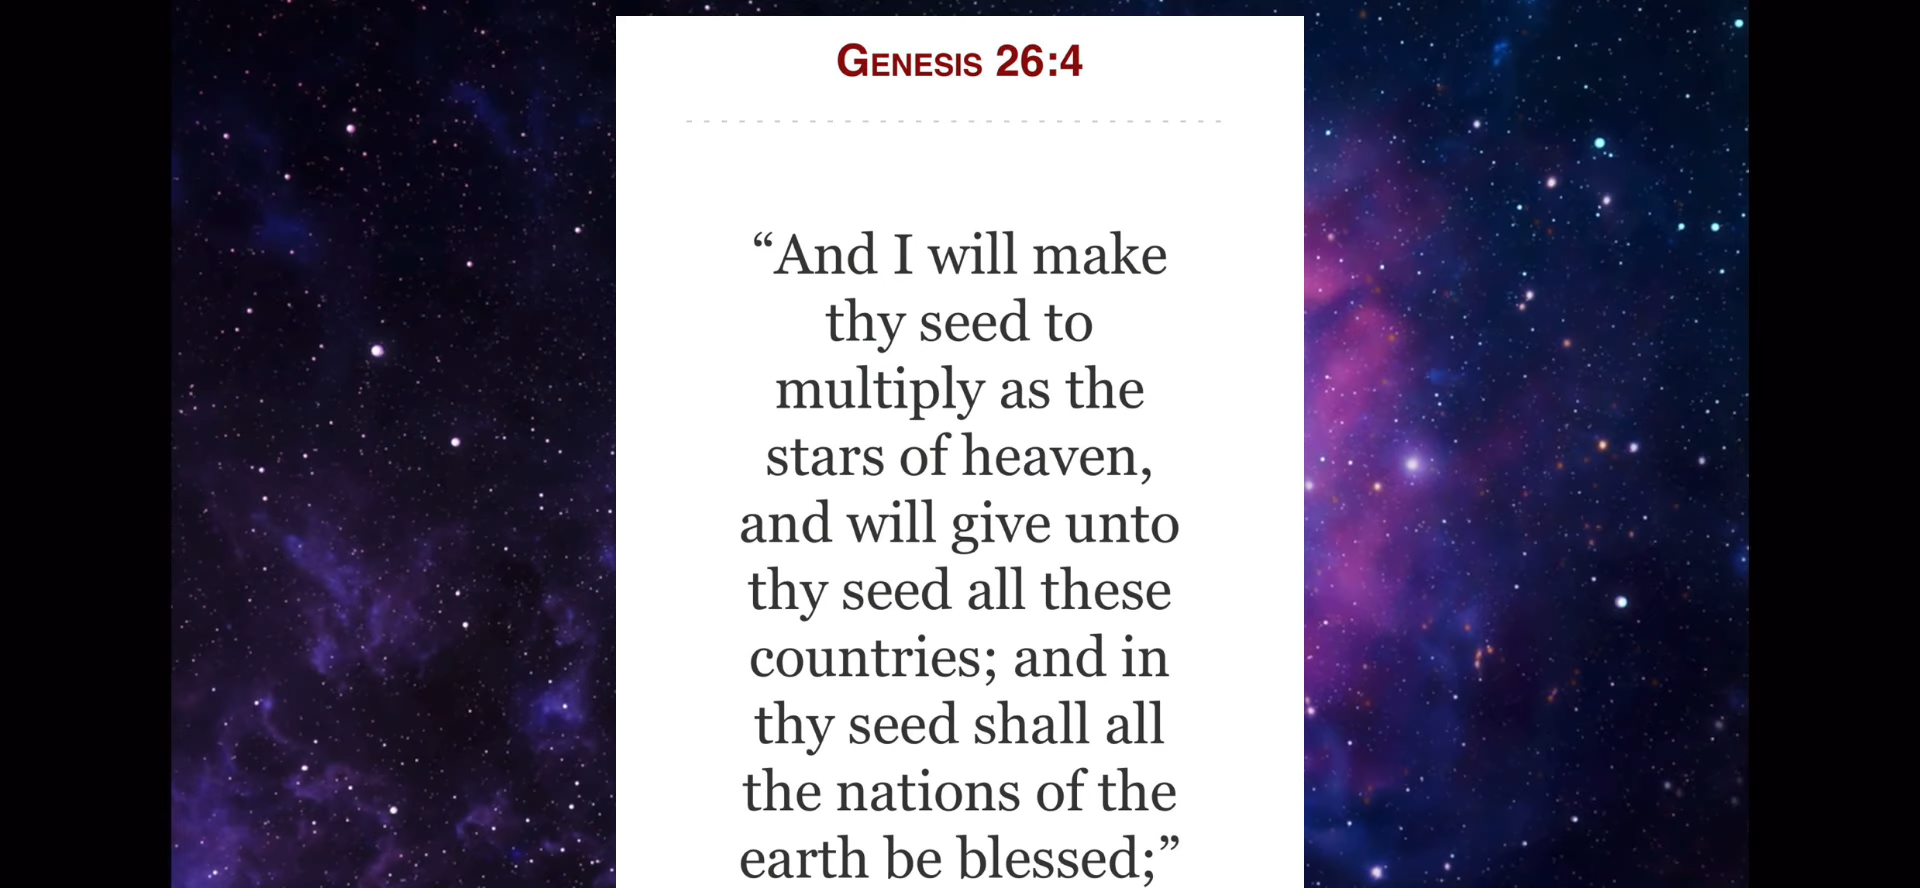 Genesis 26:4
“And I will make
thy seed to
multiply as the
stars of heaven,
and will give unto
thy seed all these
countries; and in
thy seed shall all
the nations of the
earth be blessed;”